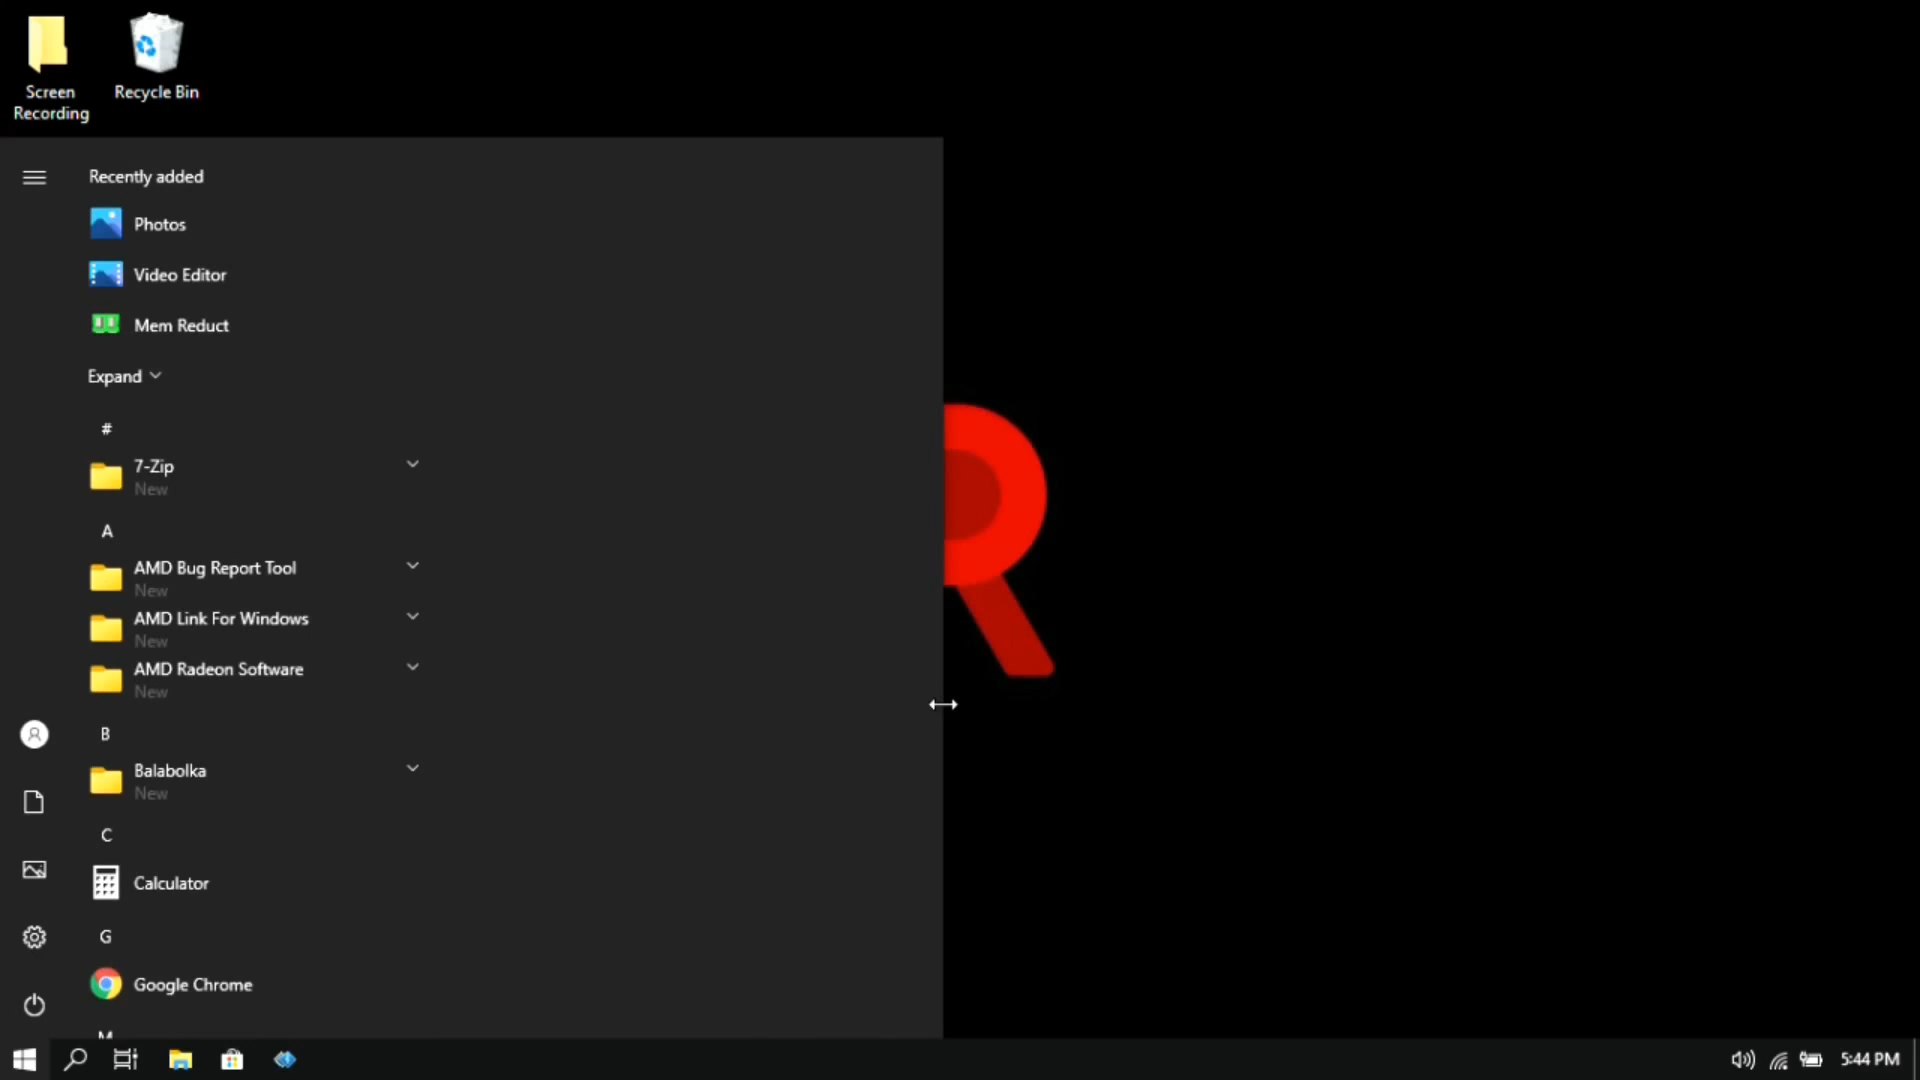 Screen
Recording
Recycle Bin
Recently added
Photos
Video Editor
Mem Reduct
Expand
#
7-Zip
New
A
AMD Bug Report Tool
New
AMD Link For Windows
New
AMD Radeon Software
New
B
Balabolka
New
C
Calculator
G
Google Chrome
M
R
5:44 PM